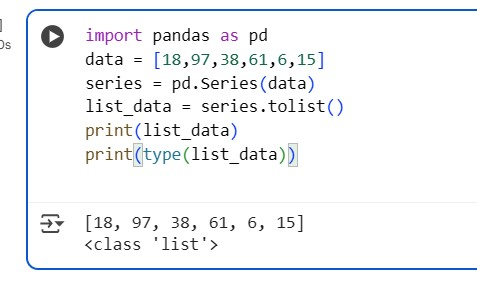 ]
0s
import pandas as pd
data = [18,97,38,61,6,15]
series = pd.Series(data)
list_data = series.tolist()
print(list_data)
print(type(list_data))
[18, 97, 38, 61, 6, 15]
<class 'list'>